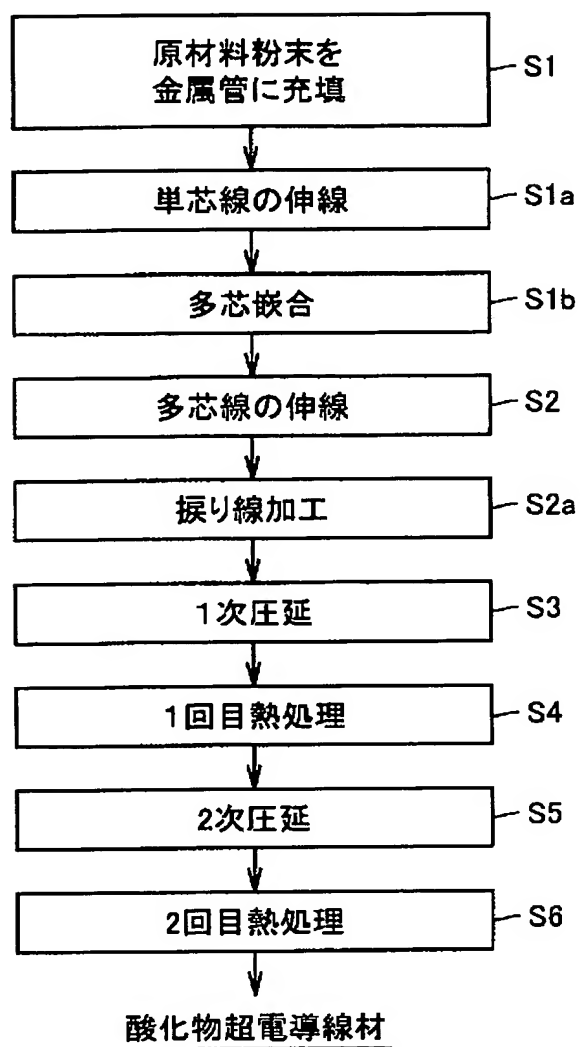 原材料粉末を
金属管に充填
S1
単芯線の伸線
S1a
多芯嵌合
S1b
多芯線の伸線
S2
捩り線加工
S2a
1次圧延
S3
1回目熱処理
S4
2次圧延
S5
2回目熱処理
S6
酸化物超電導線材